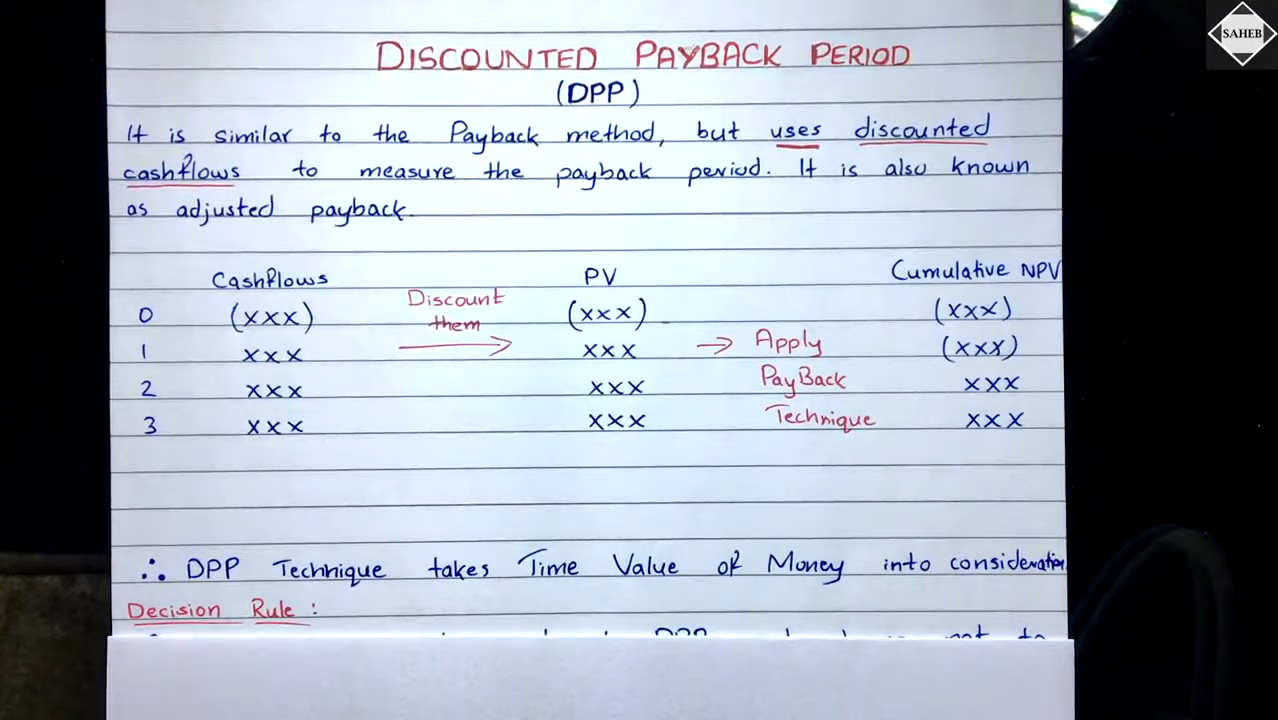 SAHEB
DISCOUNTED PAYBACK PERIOD
(DPP)
It is similar to the Payback method, but uses discounted
cashflows to measure the payback period. It is also known
as adjusted payback.
Cashflows PV Cumulative NPV
Discount
them
0 (xxx) (xxx) (xxx)
1 xxx xxx → Apply (xxx)
2 xxx xxx PayBack xxx
3 xxx xxx Technique xxx
∴ DPP Technique takes Time Value of Money into consideration
Decision Rule: